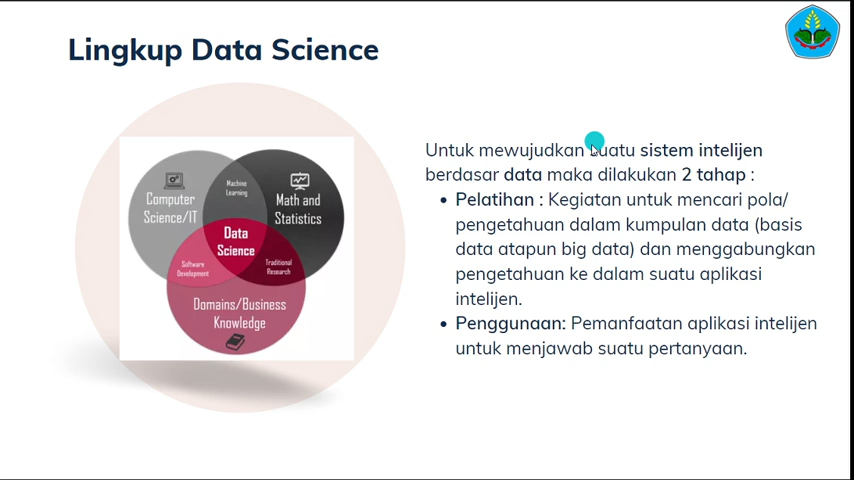 Lingkup Data Science
Computer
Science/IT
Machine
Learning
Math and
Statistics
Data
Science
Software
Development
Traditional
Research
Domains/Business
Knowledge
Untuk mewujudkan suatu sistem intelijen
berdasar data maka dilakukan 2 tahap :
• Pelatihan : Kegiatan untuk mencari pola/
pengetahuan dalam kumpulan data (basis
data atapun big data) dan menggabungkan
pengetahuan ke dalam suatu aplikasi
intelijen.
• Penggunaan: Pemanfaatan aplikasi intelijen
untuk menjawab suatu pertanyaan.